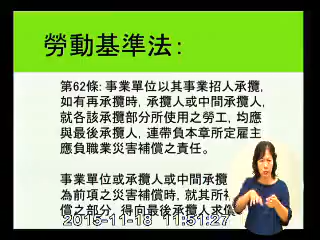 勞動基準法：
第62條: 事業單位以其事業招人承攬,
如有再承攬時, 承攬人或中間承攬人,
就各該承攬部分所使用之勞工, 均應
與最後承攬人, 連帶負本章所定雇主
應負職業災害補償之責任。
事業單位或承攬人或中間承攬
為前項之災害補償時, 就其所
償之部分, 得向最後承攬人求償
2015-11-18 11:51:27